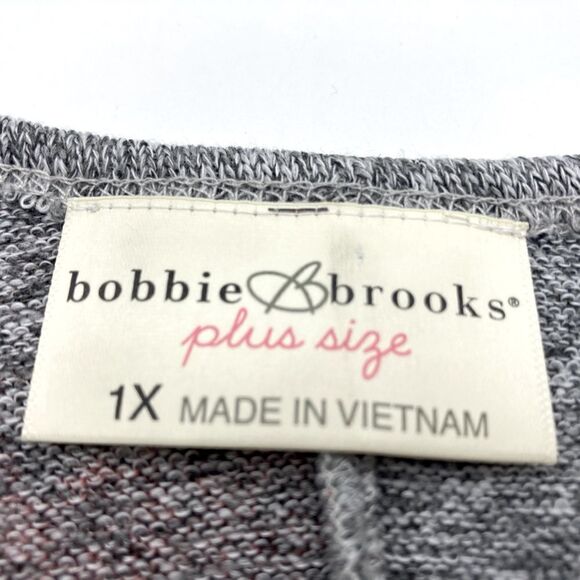 bobbie B brooks®
plus size
1X MADE IN VIETNAM